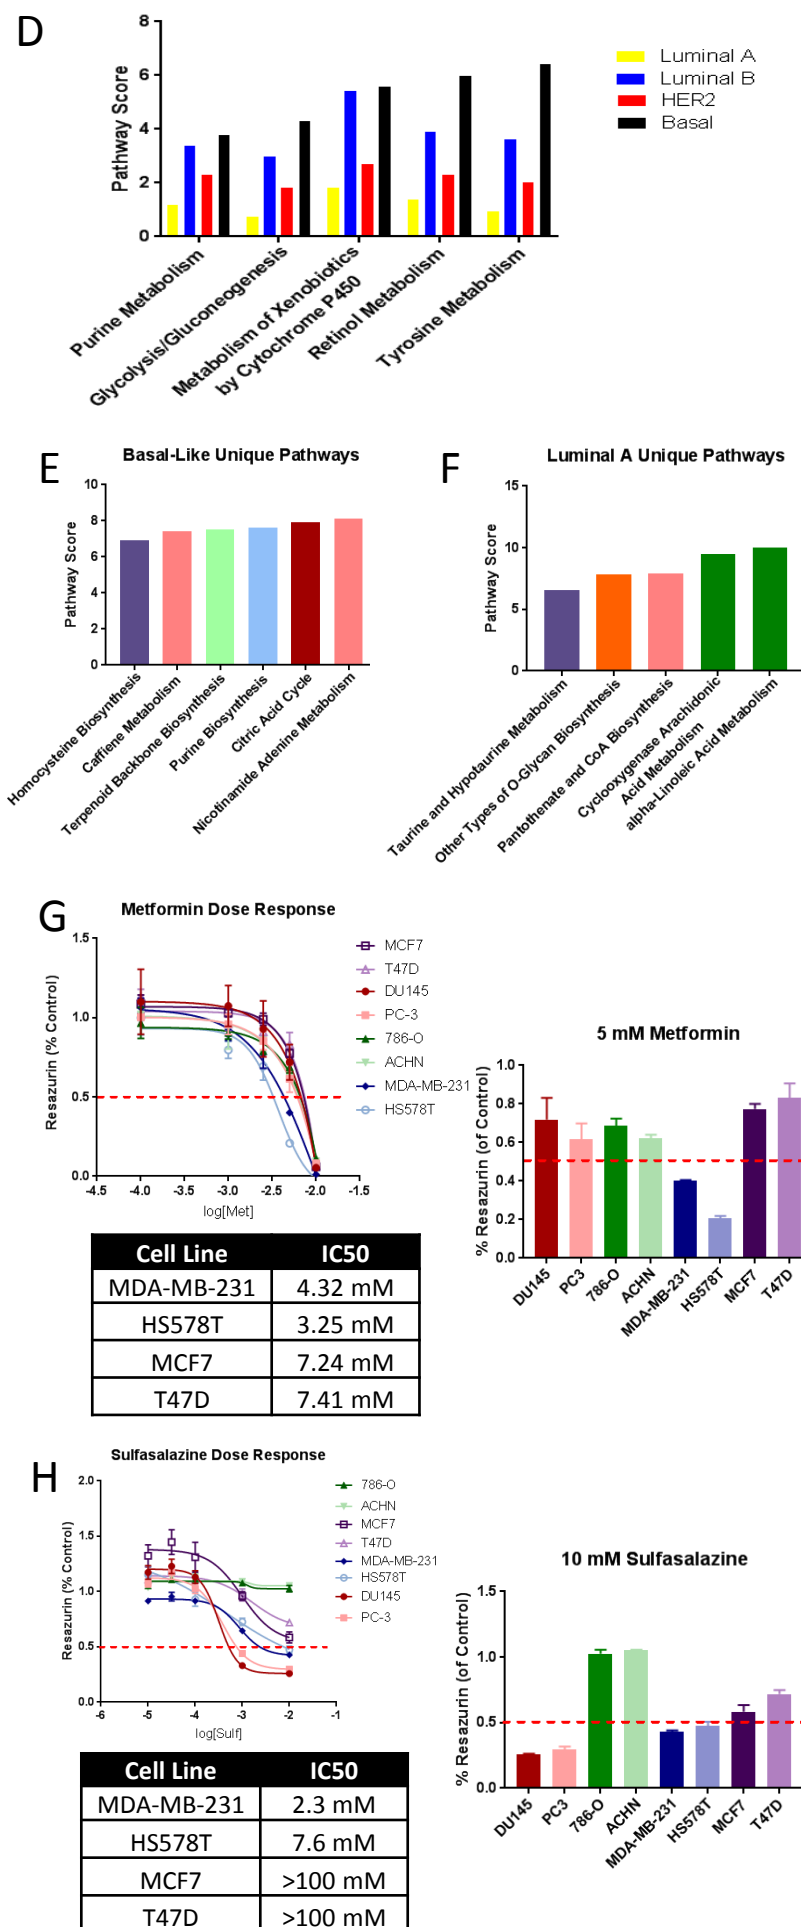 D
8
6
4
2
0
Pathway Score
Luminal A
Luminal B
HER2
Basal
Purine Metabolism
Glycolysis/Gluconeogenesis
Metabolism of Xenobiotics
by Cytochrome P450
Retinol Metabolism
Tyrosine Metabolism
E
Basal-Like Unique Pathways
10
8
6
4
2
0
Pathway Score
Homocysteine Biosynthesis
Caffiene Metabolism
Terpenoid Backbone Biosynthesis
Purine Biosynthesis
Citric Acid Cycle
Nicotinamide Adenine Metabolism
F
Luminal A Unique Pathways
15
10
5
0
Pathway Score
Taurine and Hypotaurine Metabolism
Other Types of O-Glycan Biosynthesis
Pantothenate and CoA Biosynthesis
Cyclooxygenase Arachidonic
Acid Metabolism
alpha-Linoleic Acid Metabolism
G
Metformin Dose Response
1.5
1.0
0.5
0.0
Resazurin (% Control)
-4.5 -4.0 -3.5 -3.0 -2.5 -2.0 -1.5
log[Met]
MCF7
T47D
DU145
PC-3
786-O
ACHN
MDA-MB-231
HS578T
5 mM Metformin
1.0
0.8
0.6
0.4
0.2
0.0
% Resazurin (of Control)
DU145
PC3
786-O
ACHN
MDA-MB-231
HS578T
MCF7
T47D
Cell Line IC50
MDA-MB-231 4.32 mM
HS578T 3.25 mM
MCF7 7.24 mM
T47D 7.41 mM
H
Sulfasalazine Dose Response
2.0
1.5
1.0
0.5
0.0
Resazurin (% Control)
-6 -5 -4 -3 -2 -1
log[Sulf]
786-O
ACHN
MCF7
T47D
MDA-MB-231
HS578T
DU145
PC-3
10 mM Sulfasalazine
1.5
1.0
0.5
0.0
% Resazurin (of Control)
DU145
PC3
786-O
ACHN
MDA-MB-231
HS578T
MCF7
T47D
Cell Line IC50
MDA-MB-231 2.3 mM
HS578T 7.6 mM
MCF7 >100 mM
T47D >100 mM